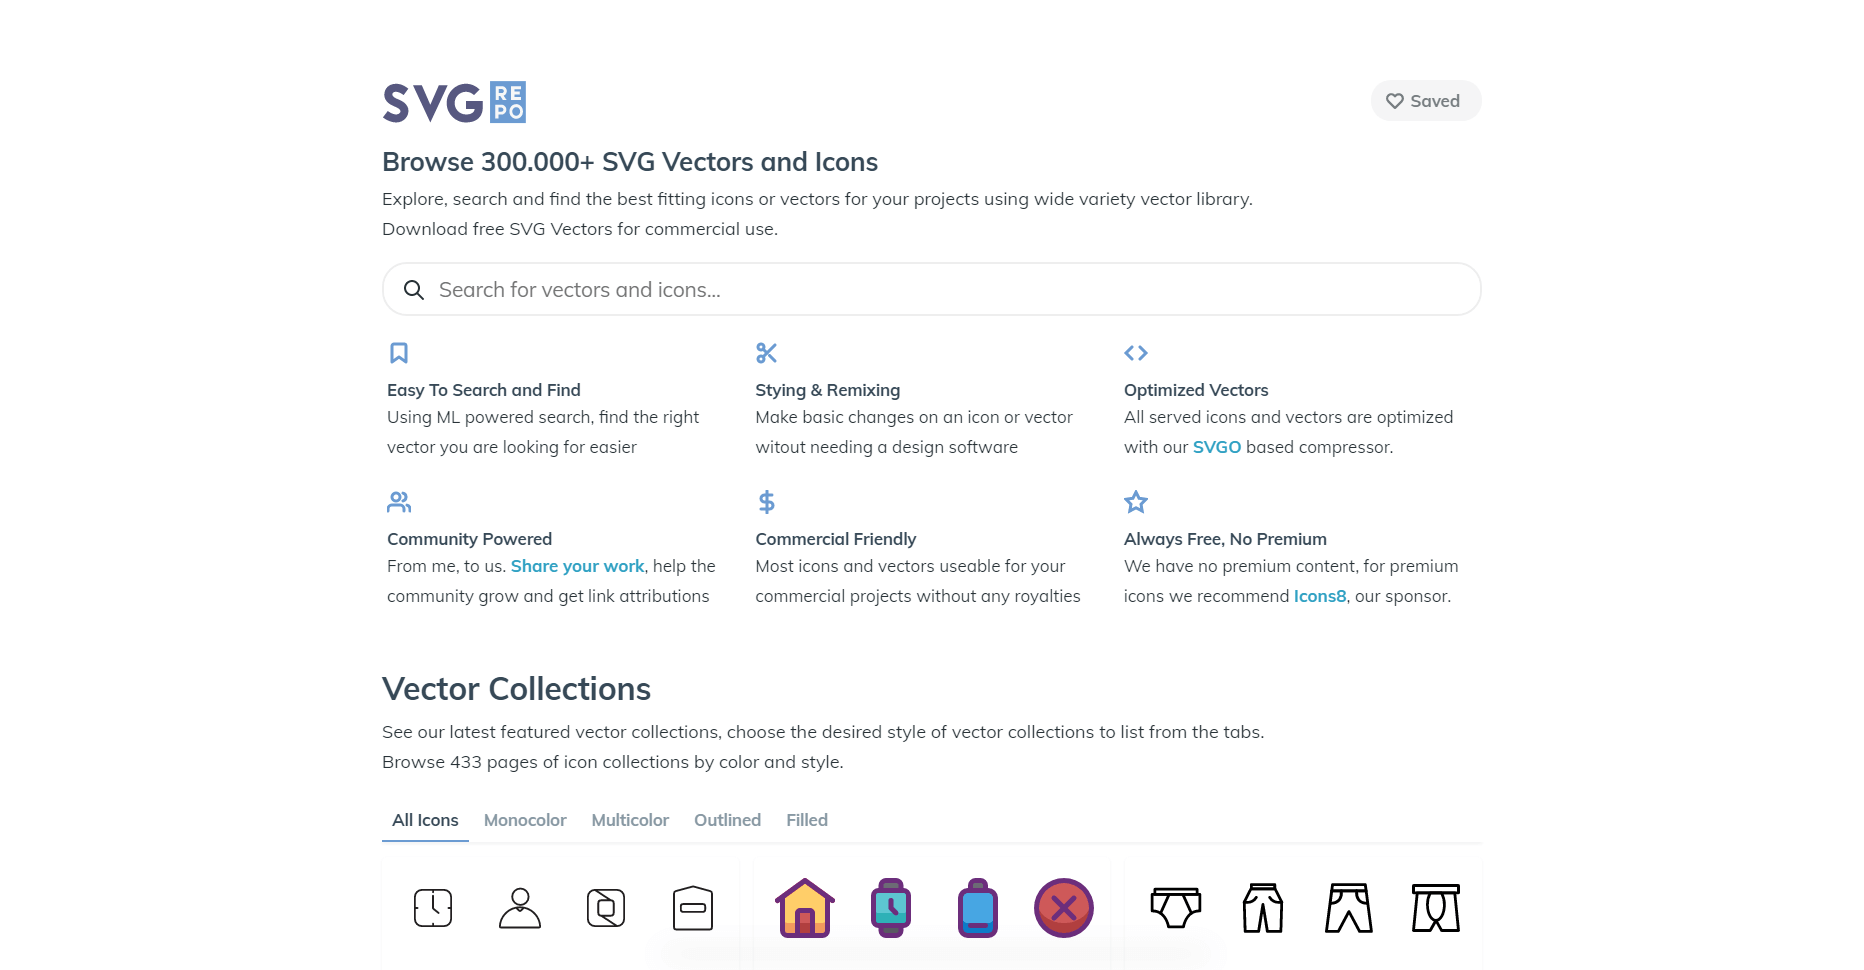 SVG RE PO
Saved
Browse 300.000+ SVG Vectors and Icons
Explore, search and find the best fitting icons or vectors for your projects using wide variety vector library.
Download free SVG Vectors for commercial use.
Search for vectors and icons...
Easy To Search and Find
Using ML powered search, find the right
vector you are looking for easier
Stying & Remixing
Make basic changes on an icon or vector
witout needing a design software
Optimized Vectors
All served icons and vectors are optimized
with our SVGO based compressor.
Community Powered
From me, to us. Share your work, help the
community grow and get link attributions
Commercial Friendly
Most icons and vectors useable for your
commercial projects without any royalties
Always Free, No Premium
We have no premium content, for premium
icons we recommend Icons8, our sponsor.
Vector Collections
See our latest featured vector collections, choose the desired style of vector collections to list from the tabs.
Browse 433 pages of icon collections by color and style.
All Icons Monocolor Multicolor Outlined Filled